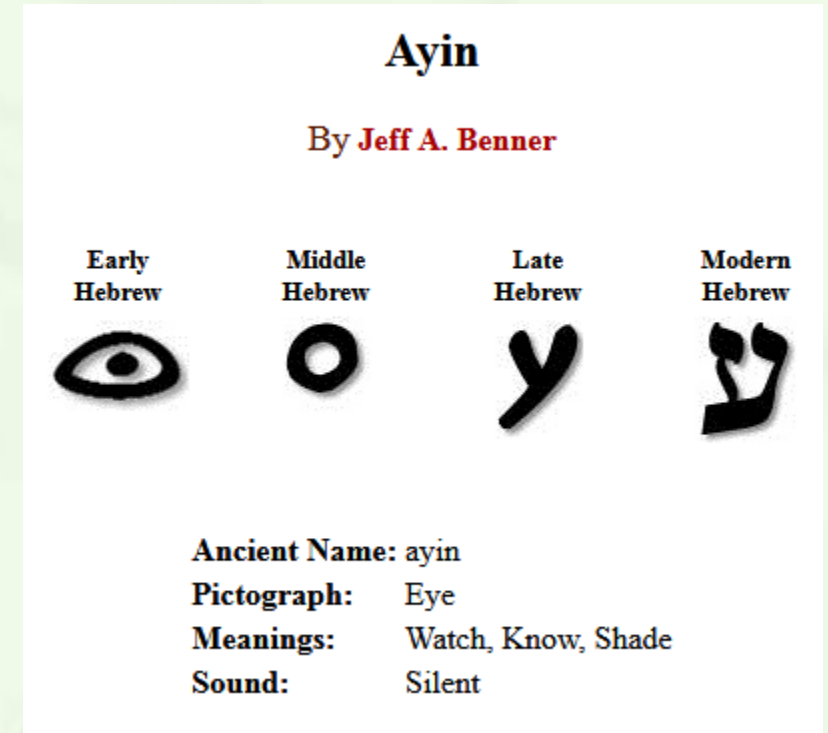 Ayin
By Jeff A. Benner
Early Hebrew
Middle Hebrew
Late Hebrew
Modern Hebrew
ע
Ancient Name: ayin
Pictograph: Eye
Meanings: Watch, Know, Shade
Sound: Silent